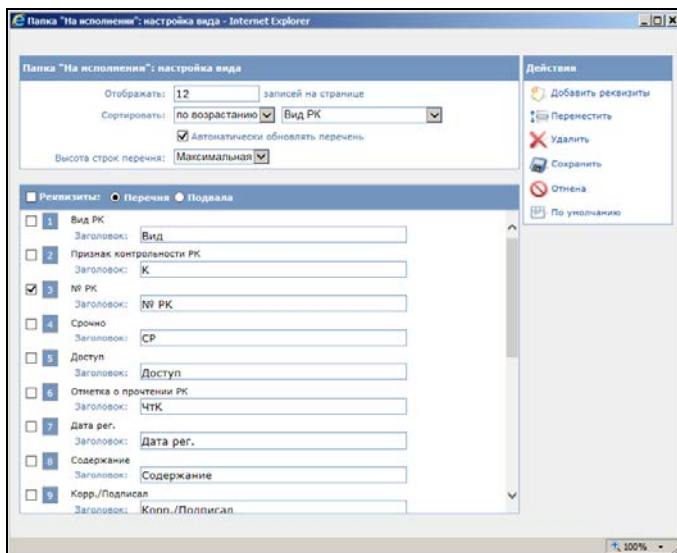 Папка "На исполнении": настройка вида - Internet Explorer
Папка "На исполнении": настройка вида
Отображать: 12 записей на странице
Сортировать: по возрастанию Вид РК
Автоматически обновлять перечень
Высота строк перечня: Максимальная
Реквизиты: Перечня Подвала
1 Вид РК
Заголовок: Вид
2 Признак контрольности РК
Заголовок: К
3 № РК
Заголовок: № РК
4 Срочно
Заголовок: СР
5 Доступ
Заголовок: Доступ
6 Отметка о прочтении РК
Заголовок: ЧтК
7 Дата рег.
Заголовок: Дата рег.
8 Содержание
Заголовок: Содержание
9 Корр./Подписал
Заголовок: Корр./Подписал
Действия
Добавить реквизиты
Переместить
Удалить
Сохранить
Отмена
По умолчанию
100%